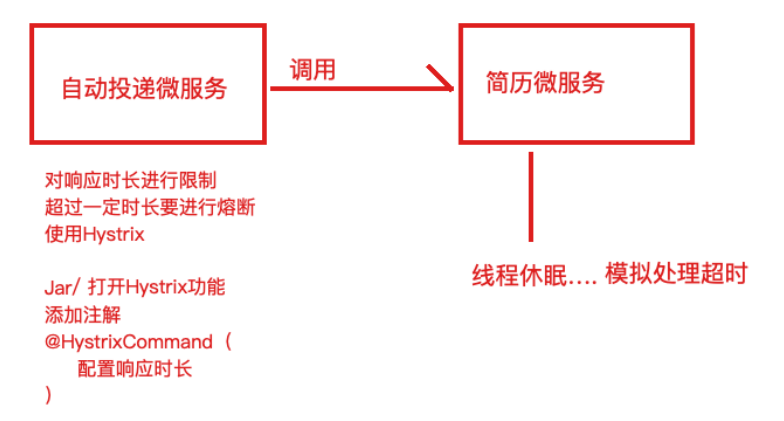 自动投递微服务
调用
简历微服务
对响应时长进行限制
超过一定时长要进行熔断
使用Hystrix
Jar/ 打开Hystrix功能
添加注解
@HystrixCommand（
配置响应时长
）
线程休眠.... 模拟处理超时